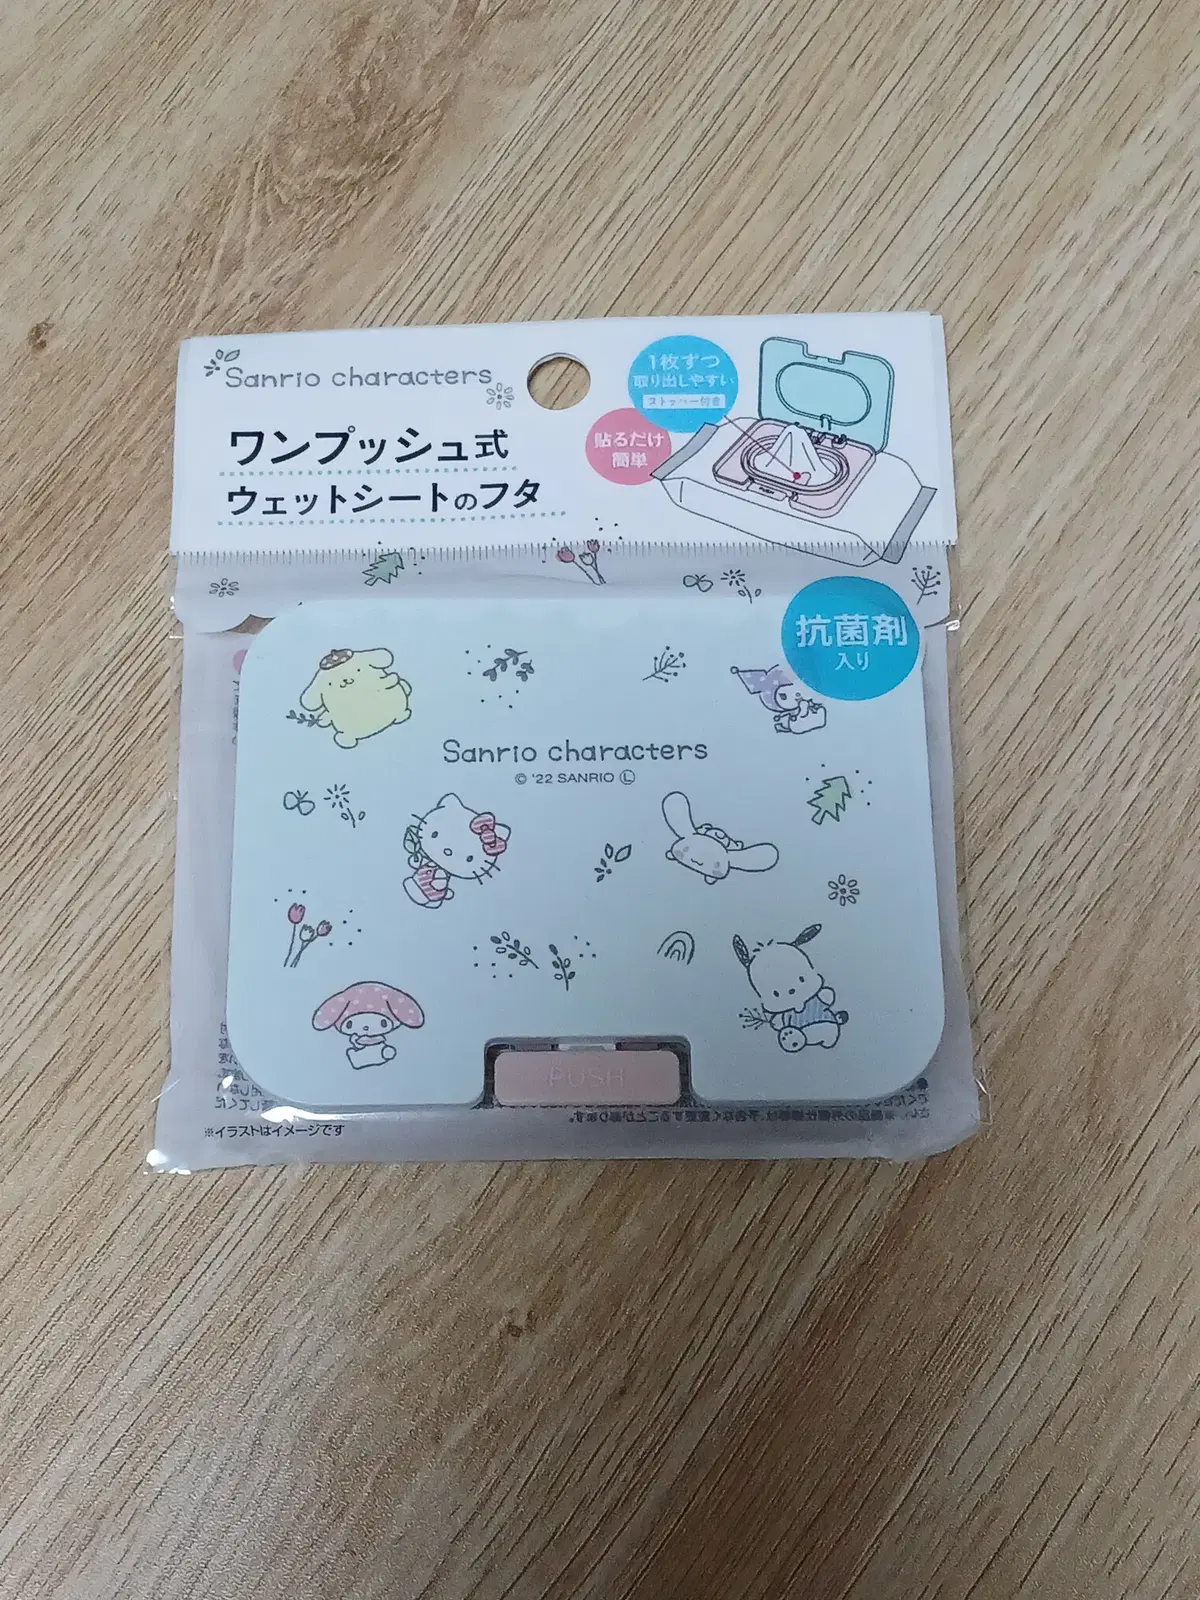 Sanrio characters
ワンプッシュ式
ウェットシートのフタ
1枚ずつ
取り出しやすい
ストッパー付き
貼るだけ
簡単
抗菌剤
入り
Sanrio characters
© '22 SANRIO Ⓛ
PUSH
※イラストはイメージです